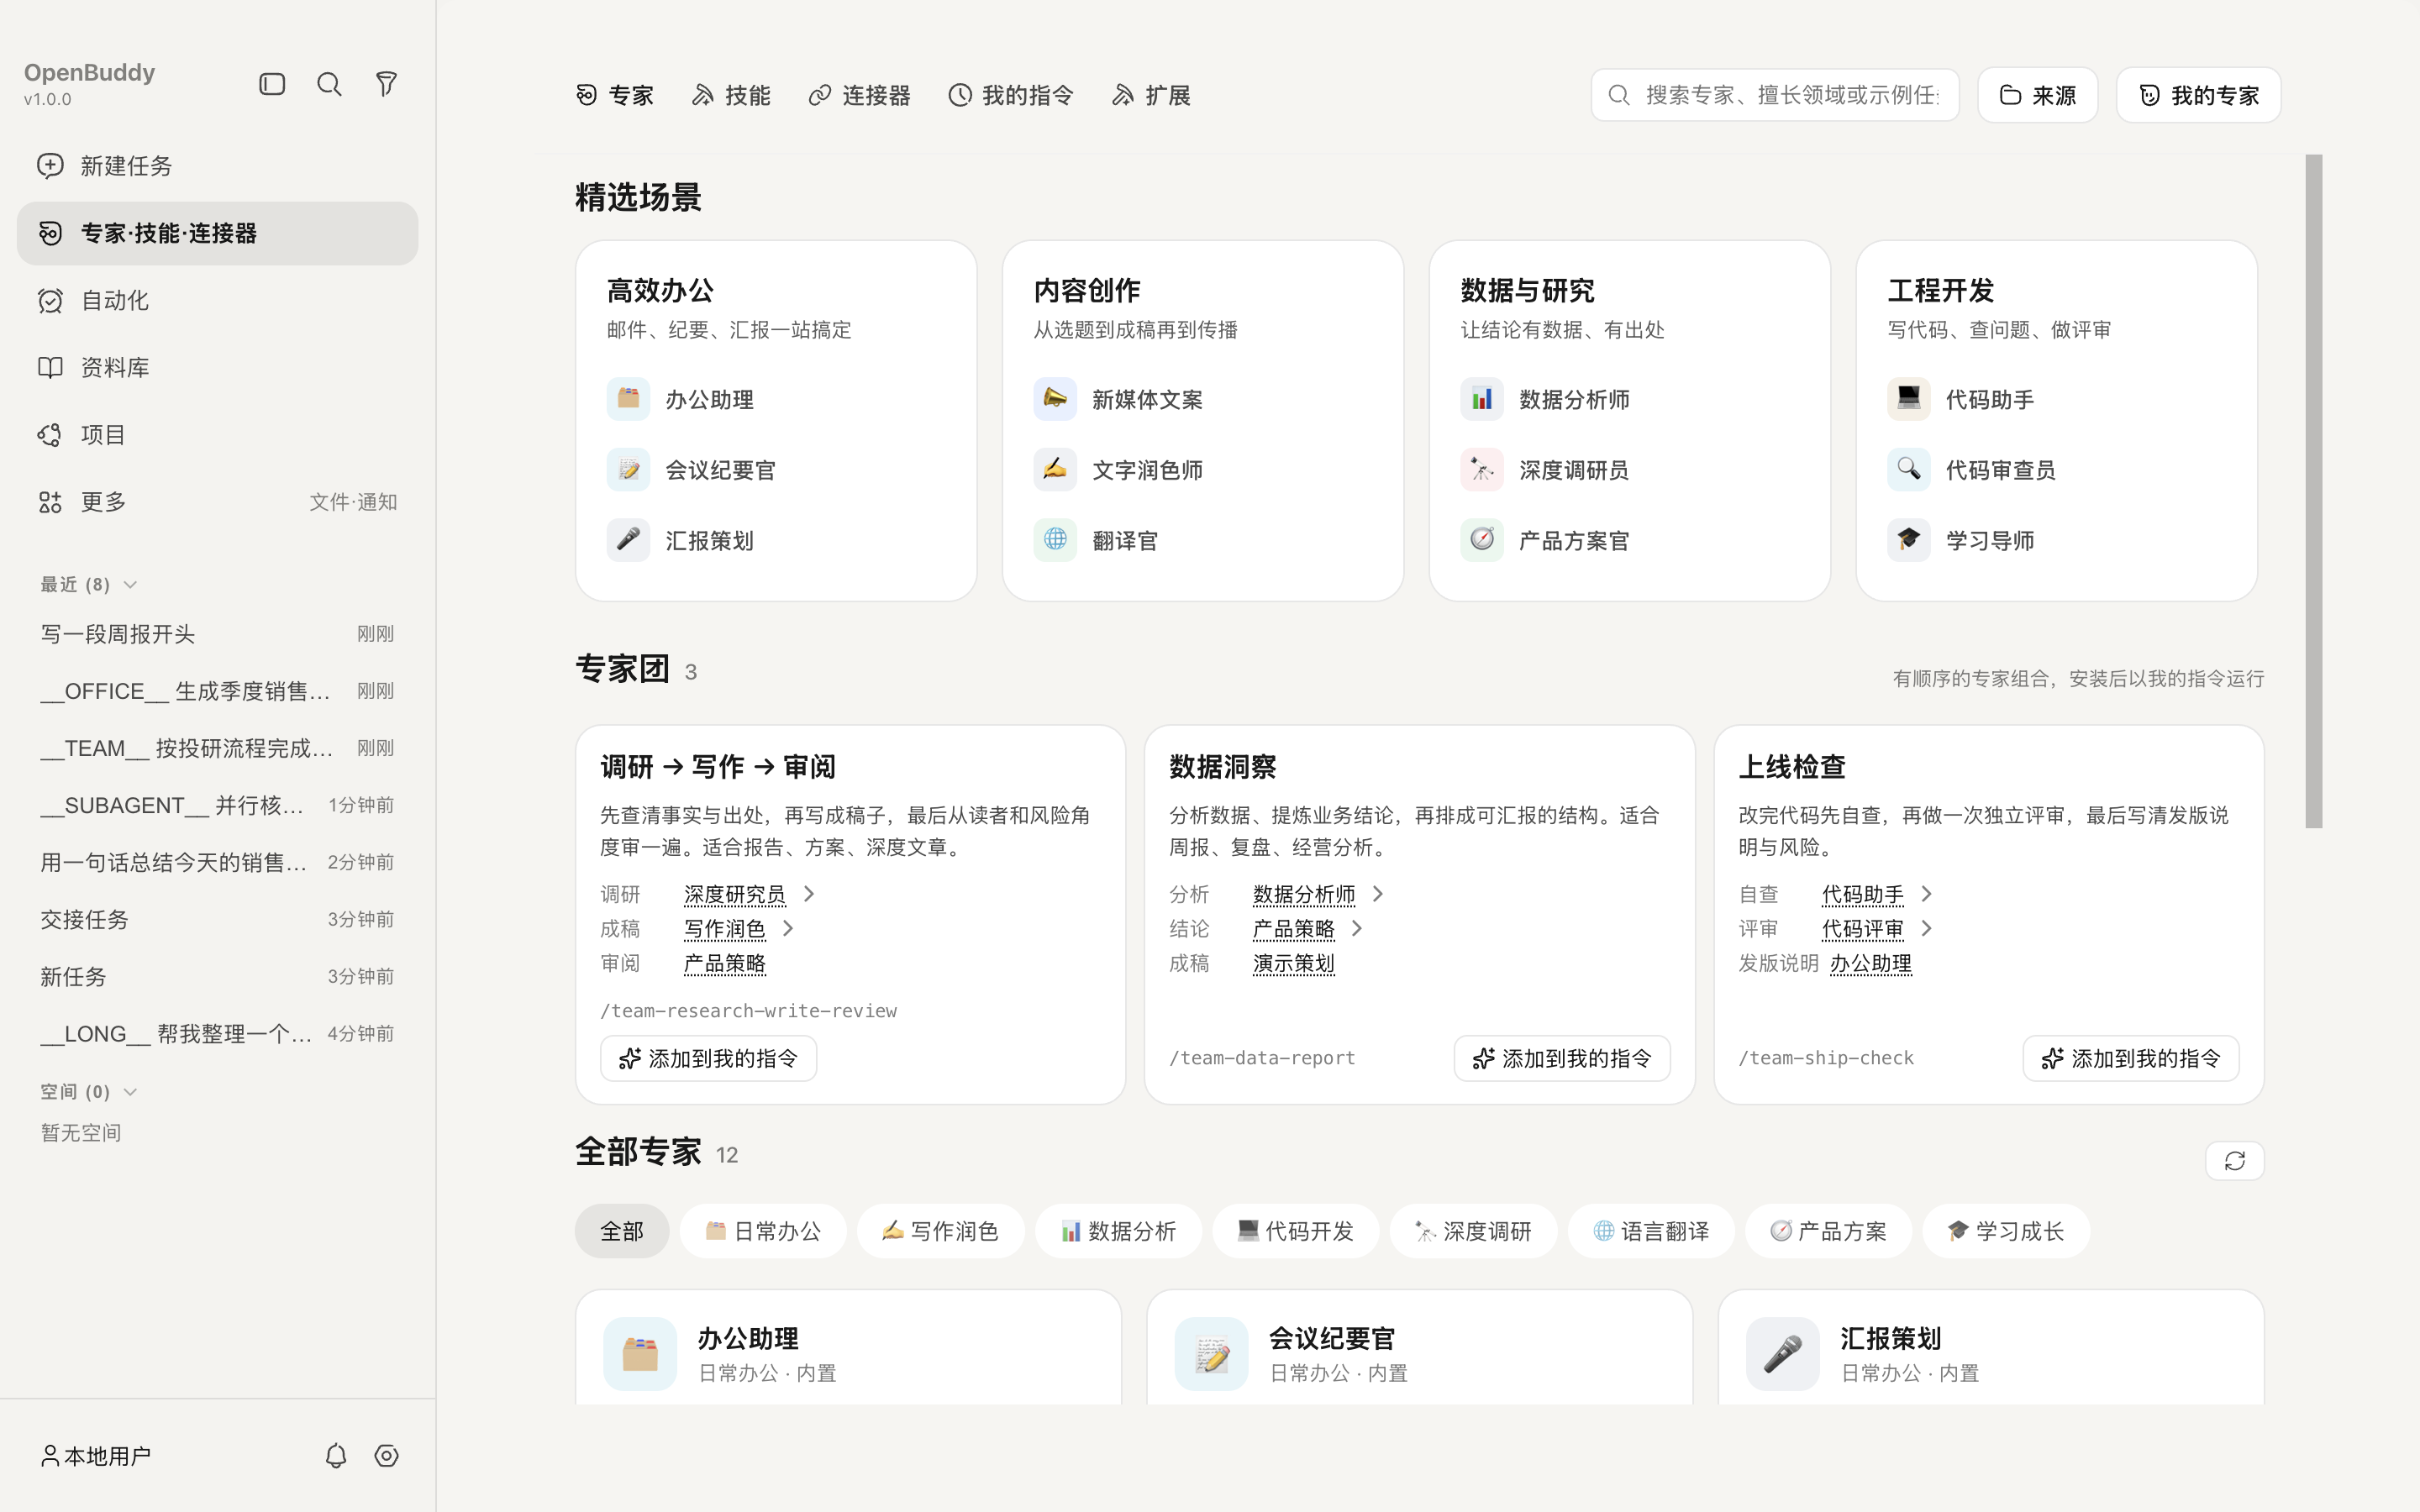 OpenBuddy
v1.0.0
新建任务
专家·技能·连接器
自动化
资料库
项目
更多 文件·通知
最近 (8)
写一段周报开头 刚刚
__OFFICE__ 生成季度销售… 刚刚
__TEAM__ 按投研流程完成… 刚刚
__SUBAGENT__ 并行核… 1分钟前
用一句话总结今天的销售… 2分钟前
交接任务 3分钟前
新任务 3分钟前
__LONG__ 帮我整理一个… 4分钟前
空间 (0)
暂无空间
本地用户
专家 技能 连接器 我的指令 扩展
搜索专家、擅长领域或示例任
来源
我的专家
精选场景
高效办公
邮件、纪要、汇报一站搞定
办公助理
会议纪要官
汇报策划
内容创作
从选题到成稿再到传播
新媒体文案
文字润色师
翻译官
数据与研究
让结论有数据、有出处
数据分析师
深度调研员
产品方案官
工程开发
写代码、查问题、做评审
代码助手
代码审查员
学习导师
专家团 3
有顺序的专家组合，安装后以我的指令运行
调研 → 写作 → 审阅
先查清事实与出处，再写成稿子，最后从读者和风险角
度审一遍。适合报告、方案、深度文章。
调研 深度研究员
成稿 写作润色
审阅 产品策略
/team-research-write-review
添加到我的指令
数据洞察
分析数据、提炼业务结论，再排成可汇报的结构。适合
周报、复盘、经营分析。
分析 数据分析师
结论 产品策略
成稿 演示策划
/team-data-report
添加到我的指令
上线检查
改完代码先自查，再做一次独立评审，最后写清发版说
明与风险。
自查 代码助手
评审 代码评审
发版说明 办公助理
/team-ship-check
添加到我的指令
全部专家 12
全部 日常办公 写作润色 数据分析 代码开发 深度调研 语言翻译 产品方案 学习成长
办公助理
日常办公 · 内置
会议纪要官
日常办公 · 内置
汇报策划
日常办公 · 内置